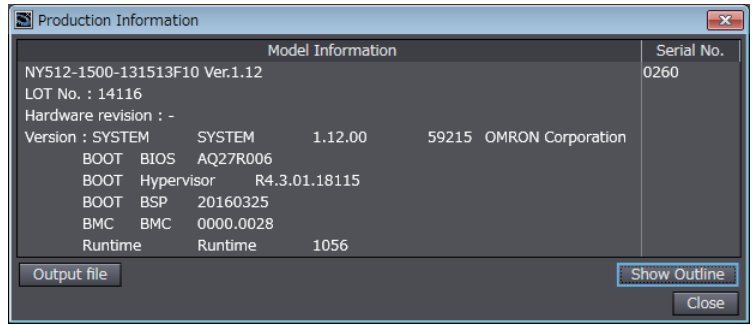 Production Information
Model Information Serial No.
NY512-1500-131513F10 Ver.1.12 0260
LOT No. : 14116
Hardware revision : -
Version : SYSTEM SYSTEM 1.12.00 59215 OMRON Corporation
BOOT BIOS AQ27R006
BOOT Hypervisor R4.3.01.18115
BOOT BSP 20160325
BMC BMC 0000.0028
Runtime Runtime 1056
Output file Show Outline
Close